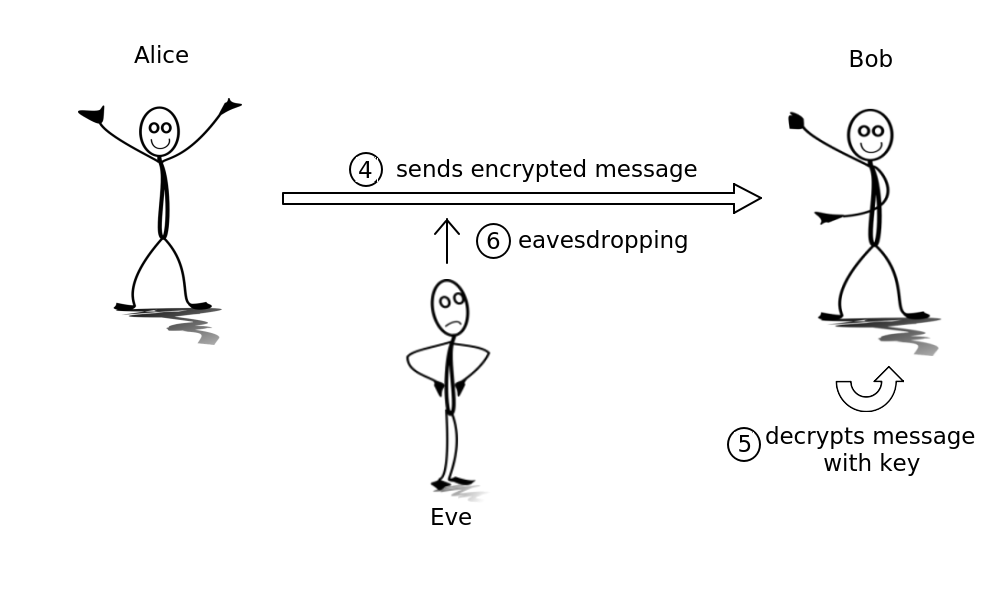 Alice
Bob
4 sends encrypted message
6 eavesdropping
5 decrypts message
with key
Eve